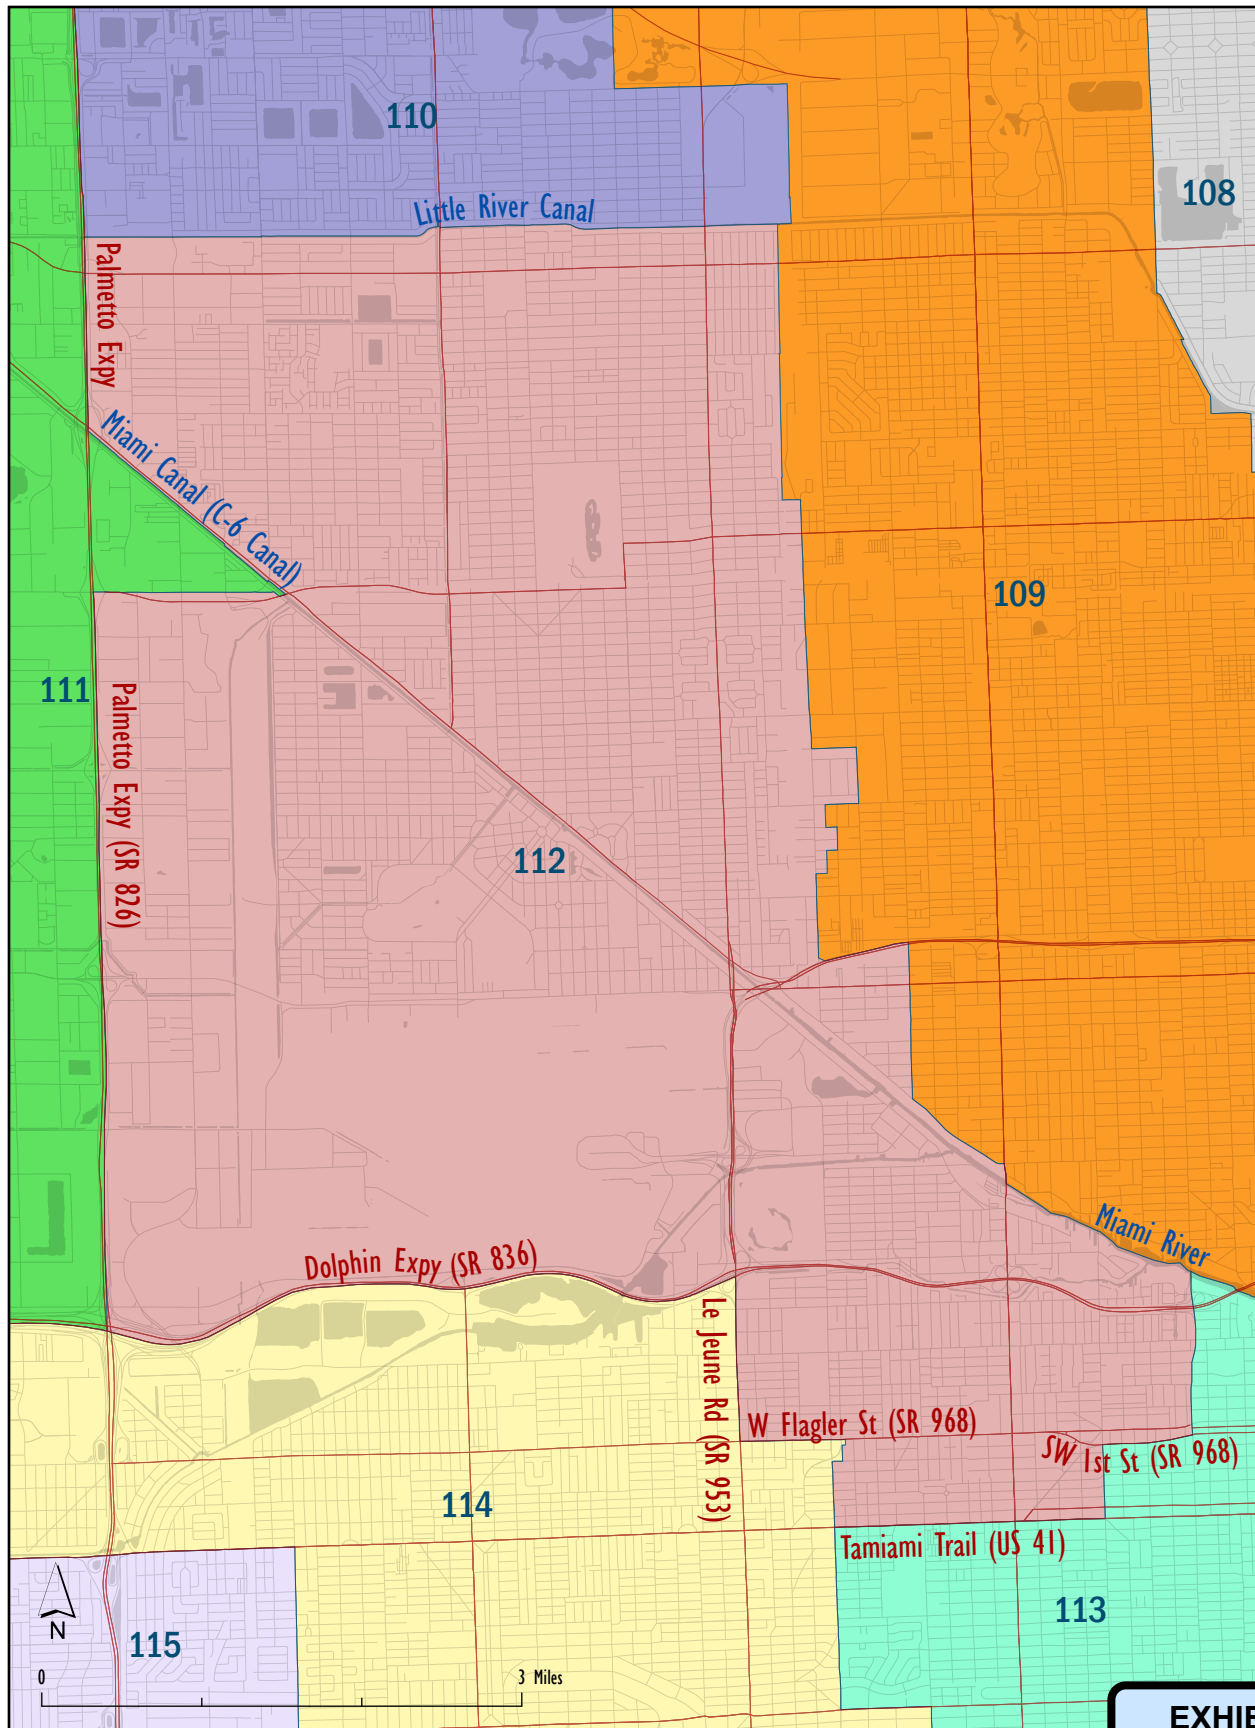 110
108
Little River Canal
Palmetto Expy
Miami Canal (C-6 Canal)
109
111
Palmetto Expy (SR 826)
112
Miami River
Dolphin Expy (SR 836)
Le Jeune Rd (SR 953)
W Flagler St (SR 968)
SW 1st St (SR 968)
114
Tamiami Trail (US 41)
113
N
115
0
3 Miles